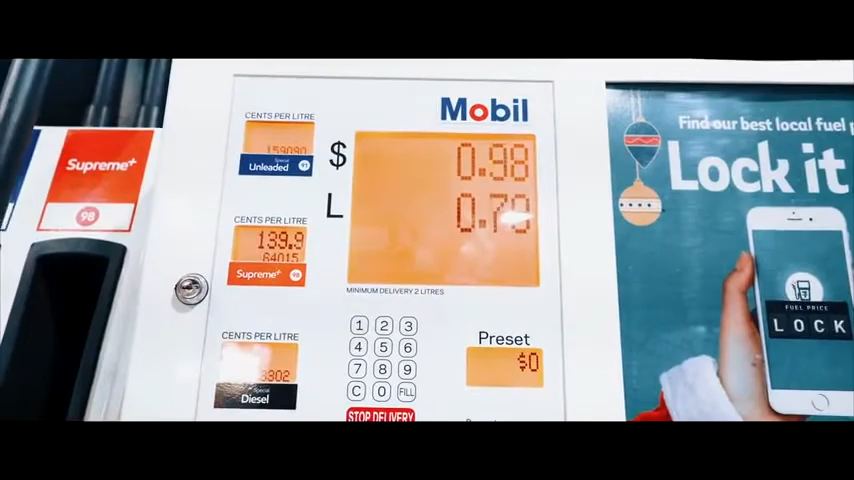 Supreme+
98
CENTS PER LITRE
159090
Special
Unleaded 91
CENTS PER LITRE
139.9
84015
Special
Supreme+ 98
CENTS PER LITRE
3302
Special
Diesel
Mobil
$ 0.98
L
MINIMUM DELIVERY 2 LITRES
1 2 3
4 5 6
7 8 9
C 0 FILL
STOP DELIVERY
Preset
$0
Find our best local fuel
Lock it
FUEL PRICE
LOCK